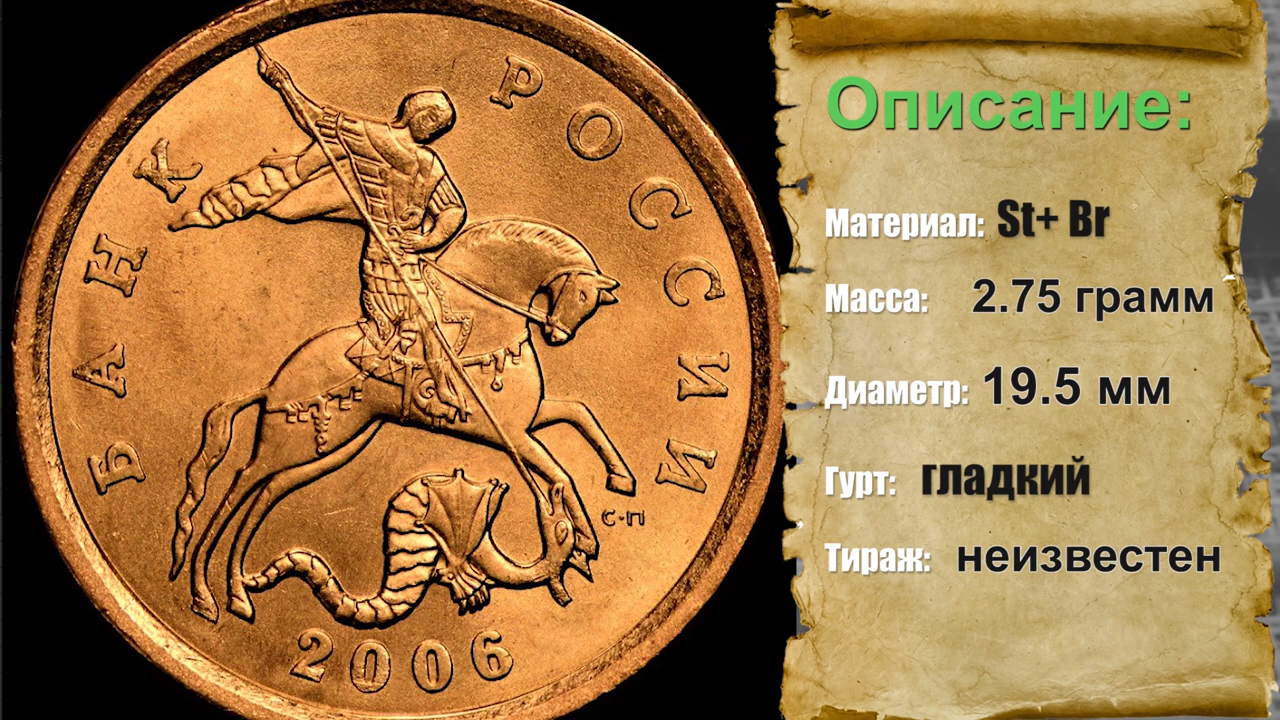 БАНК РОССИИ
С·П
2006
Описание:
Материал: St+ Br
Масса: 2.75 грамм
Диаметр: 19.5 мм
Гурт: гладкий
Тираж: неизвестен